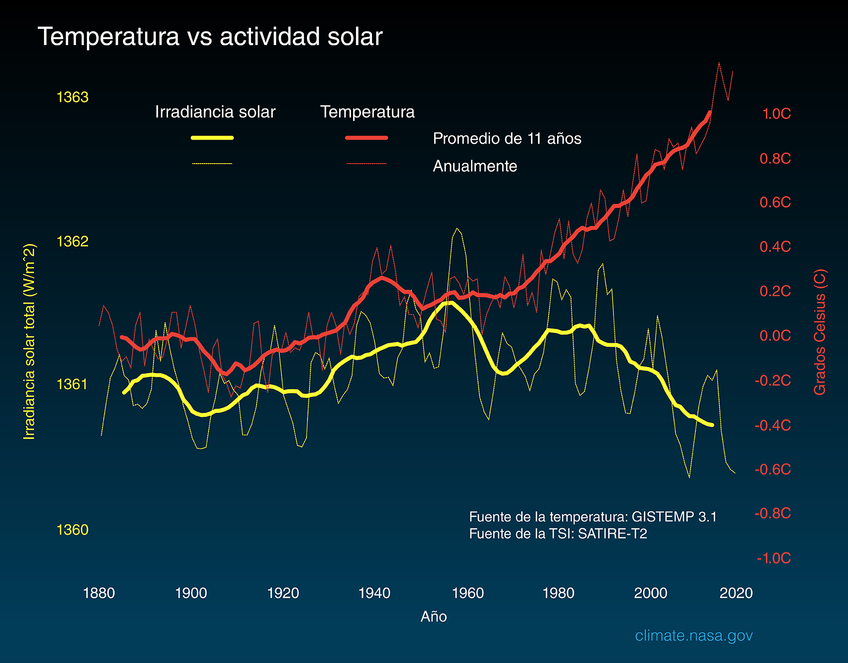 Temperatura vs actividad solar
1363
Irradiancia solar Temperatura
1.0C
Promedio de 11 años
Anualmente
0.8C
0.6C
1362
0.4C
0.2C
0.0C
Irradiancia solar total (W/mˆ2)
Grados Celsius (C)
1361
-0.2C
-0.4C
-0.6C
Fuente de la temperatura: GISTEMP 3.1
-0.8C
1360
Fuente de la TSI: SATIRE-T2
-1.0C
1880 1900 1920 1940 1960 1980 2000 2020
Año
climate.nasa.gov